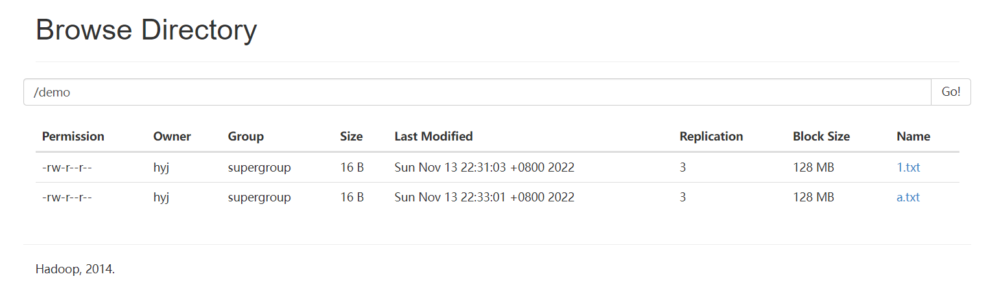 Browse Directory
/demo Go!
Permission Owner Group Size Last Modified Replication Block Size Name
-rw-r--r-- hyj supergroup 16 B Sun Nov 13 22:31:03 +0800 2022 3 128 MB 1.txt
-rw-r--r-- hyj supergroup 16 B Sun Nov 13 22:33:01 +0800 2022 3 128 MB a.txt
Hadoop, 2014.